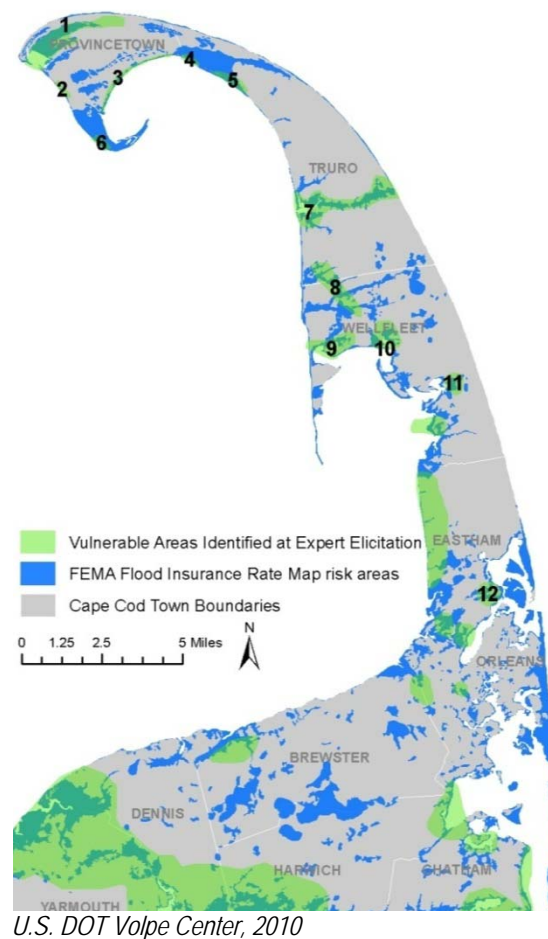 1
PROVINCETOWN
2
3
4
5
6
TRURO
7
8
WELLFLEET
9
10
11
Vulnerable Areas Identified at Expert Elicitation
FEMA Flood Insurance Rate Map risk areas
Cape Cod Town Boundaries
0 1.25 2.5 5 Miles
N
EASTHAM
12
ORLEANS
BREWSTER
DENNIS
HARWICH
CHATHAM
YARMOUTH
U.S. DOT Volpe Center, 2010